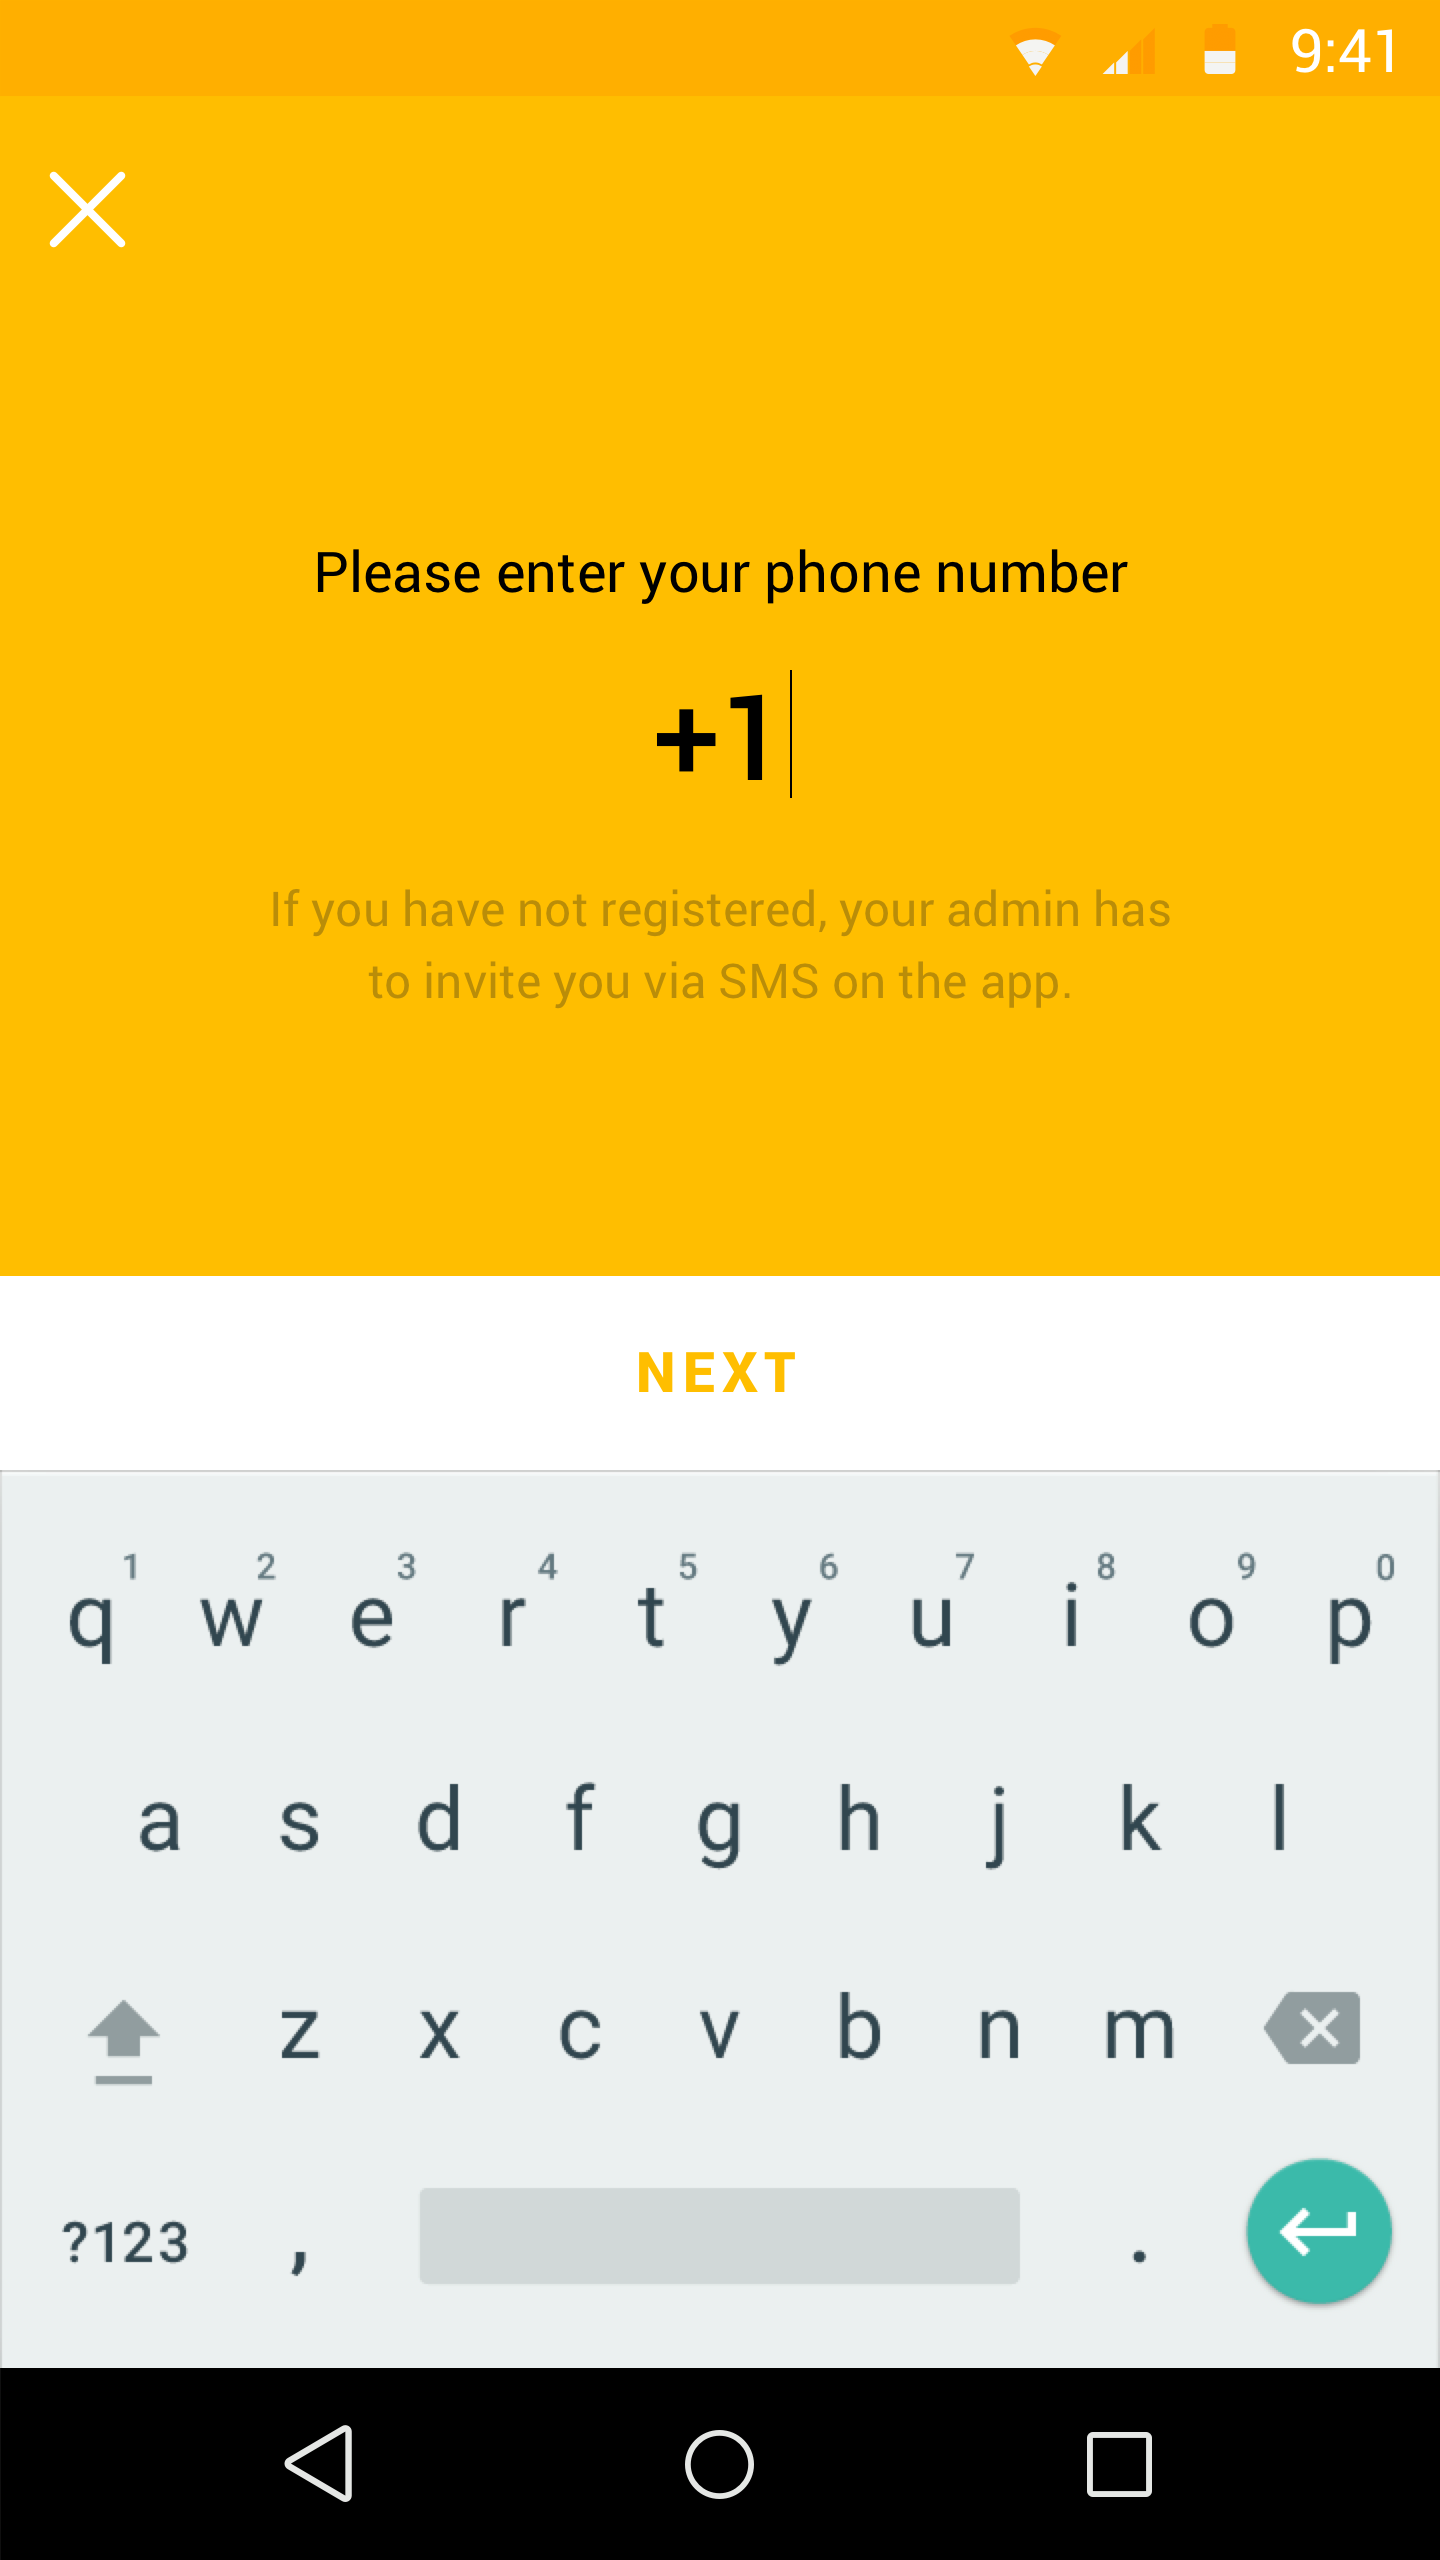 9:41
Please enter your phone number
+1
If you have not registered, your admin has
to invite you via SMS on the app.
NEXT
1 2 3 4 5 6 7 8 9 0
q w e r t y u i o p
a s d f g h j k l
z x c v b n m
?123 , .